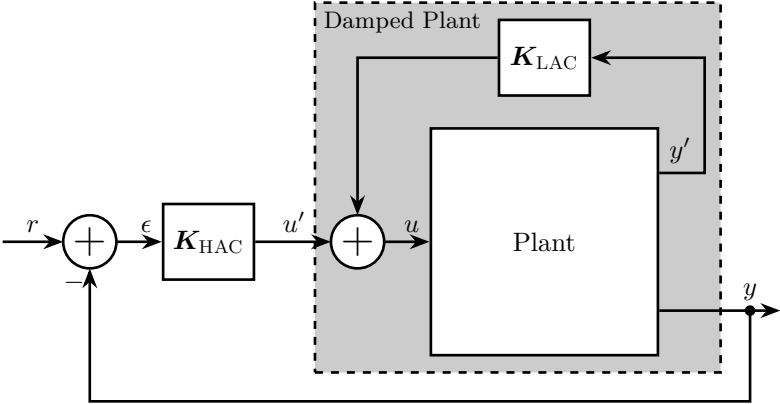 Damped Plant
K_LAC
y′
r
ϵ
K_HAC
u′
+
+
u
Plant
y
−